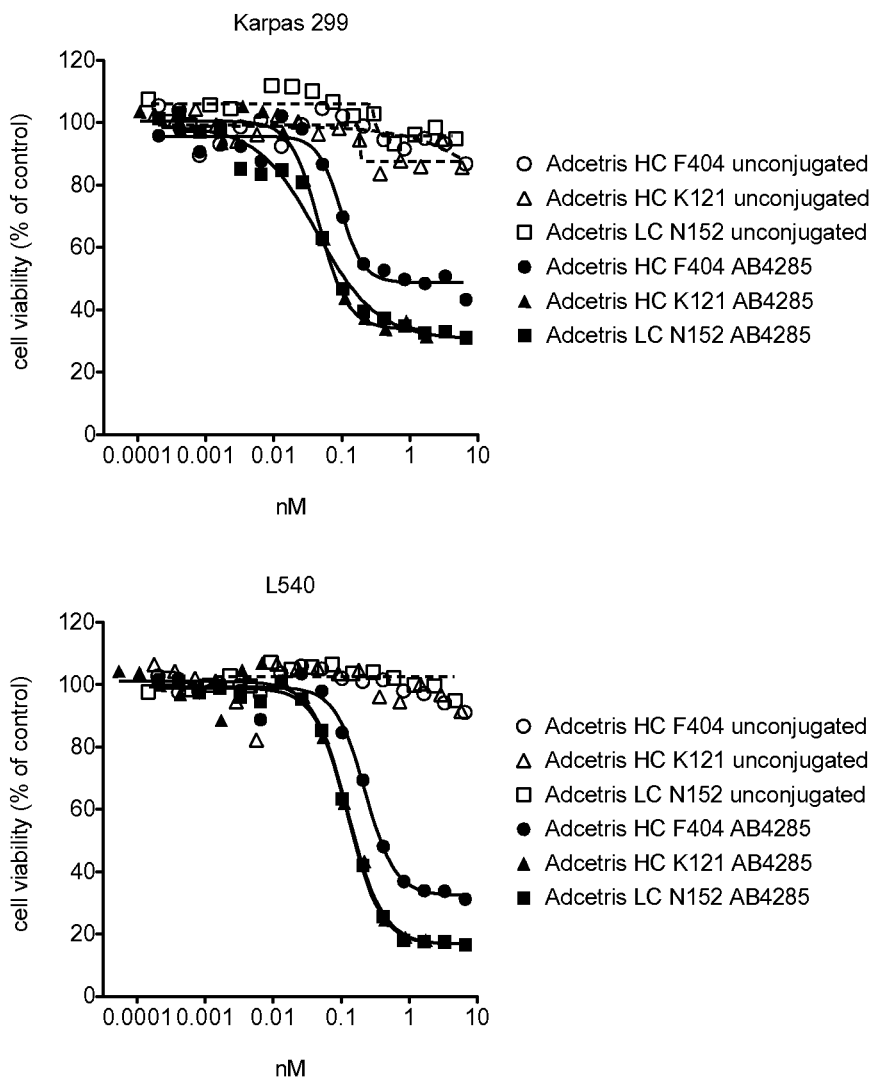 Karpas 299
cell viability (% of control)
120
100
80
60
40
20
0
0.0001 0.001 0.01 0.1 1 10
nM
Adcetris HC F404 unconjugated
Adcetris HC K121 unconjugated
Adcetris LC N152 unconjugated
Adcetris HC F404 AB4285
Adcetris HC K121 AB4285
Adcetris LC N152 AB4285
L540
cell viability (% of control)
120
100
80
60
40
20
0
0.0001 0.001 0.01 0.1 1 10
nM
Adcetris HC F404 unconjugated
Adcetris HC K121 unconjugated
Adcetris LC N152 unconjugated
Adcetris HC F404 AB4285
Adcetris HC K121 AB4285
Adcetris LC N152 AB4285